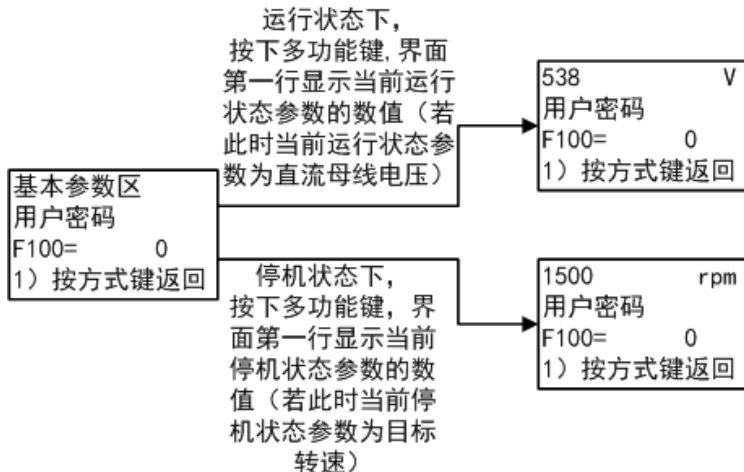 运行状态下，
按下多功能键,界面
第一行显示当前运行
状态参数的数值（若
此时当前运行状态参
数为直流母线电压）
538 V
用户密码
F100= 0
1）按方式键返回
基本参数区
用户密码
F100= 0
1）按方式键返回
停机状态下，
按下多功能键，界
面第一行显示当前
停机状态参数的数
值（若此时当前停
机状态参数为目标
转速）
1500 rpm
用户密码
F100= 0
1）按方式键返回